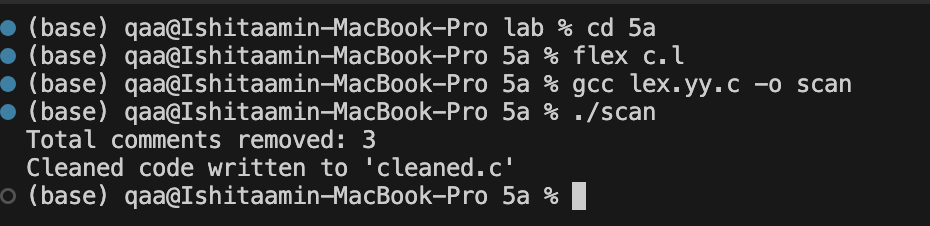 (base) qaa@Ishitaamin-MacBook-Pro lab % cd 5a
(base) qaa@Ishitaamin-MacBook-Pro 5a % flex c.l
(base) qaa@Ishitaamin-MacBook-Pro 5a % gcc lex.yy.c -o scan
(base) qaa@Ishitaamin-MacBook-Pro 5a % ./scan
Total comments removed: 3
Cleaned code written to 'cleaned.c'
(base) qaa@Ishitaamin-MacBook-Pro 5a %